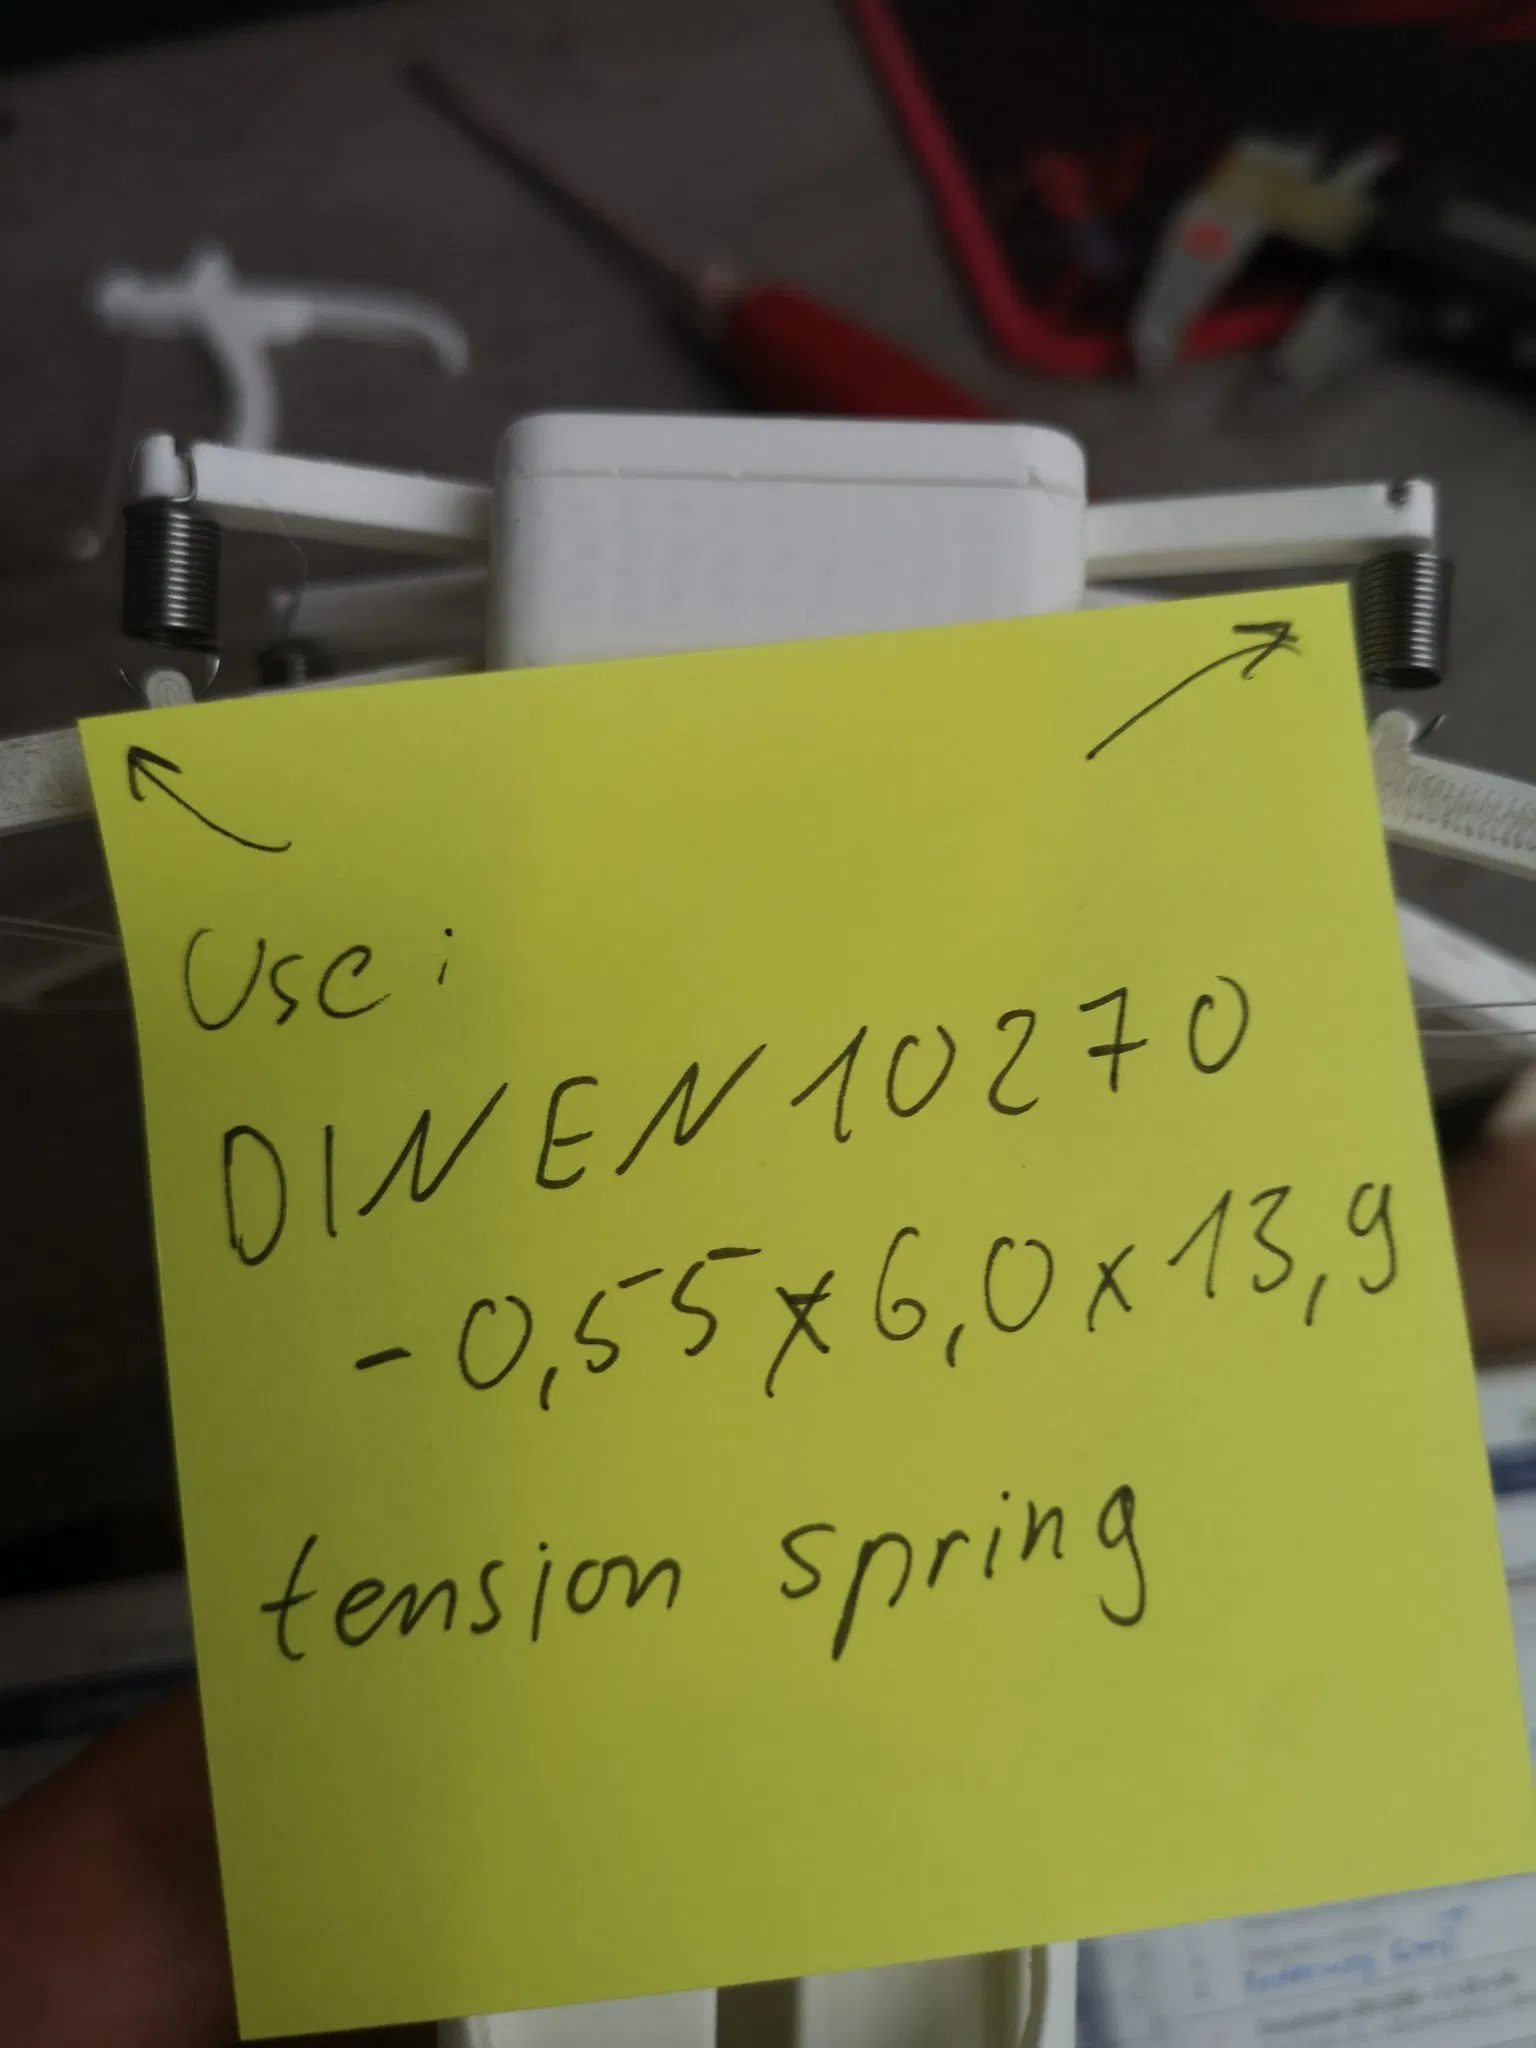 Use:
DIN EN 10270
-0,55x6,0x13,9
tension spring